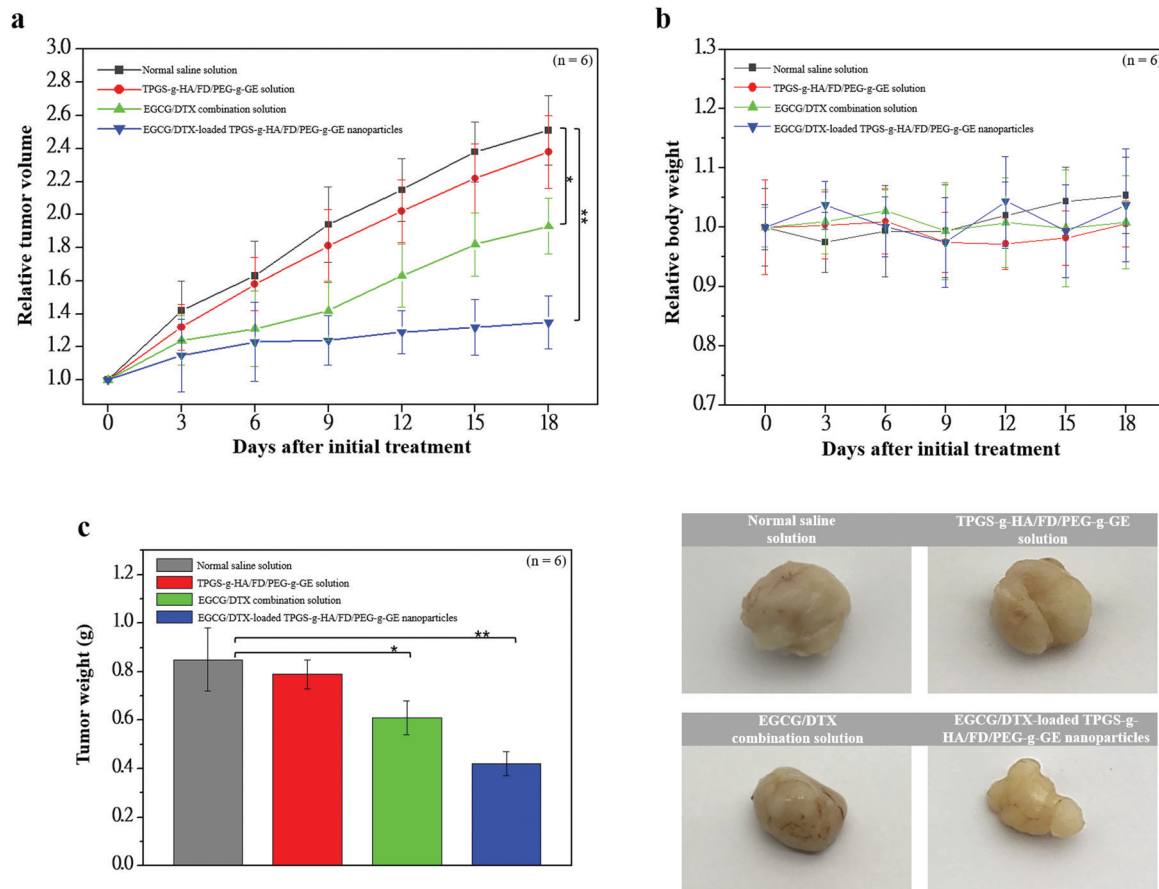 a
(n = 6)
Normal saline solution
TPGS-g-HA/FD/PEG-g-GE solution
EGCG/DTX combination solution
EGCG/DTX-loaded TPGS-g-HA/FD/PEG-g-GE nanoparticles
Relative tumor volume
3.0
2.8
2.6
2.4
2.2
2.0
1.8
1.6
1.4
1.2
1.0
*
**
0 3 6 9 12 15 18
Days after initial treatment
b
(n = 6)
Normal saline solution
TPGS-g-HA/FD/PEG-g-GE solution
EGCG/DTX combination solution
EGCG/DTX-loaded TPGS-g-HA/FD/PEG-g-GE nanoparticles
Relative body weight
1.3
1.2
1.1
1.0
0.9
0.8
0.7
0 3 6 9 12 15 18
Days after initial treatment
c
(n = 6)
Normal saline solution
TPGS-g-HA/FD/PEG-g-GE solution
EGCG/DTX combination solution
EGCG/DTX-loaded TPGS-g-HA/FD/PEG-g-GE nanoparticles
Tumor weight (g)
1.2
1.0
0.8
0.6
0.4
0.2
0.0
**
*
Normal saline
solution
TPGS-g-HA/FD/PEG-g-GE
solution
EGCG/DTX
combination solution
EGCG/DTX-loaded TPGS-g-
HA/FD/PEG-g-GE nanoparticles